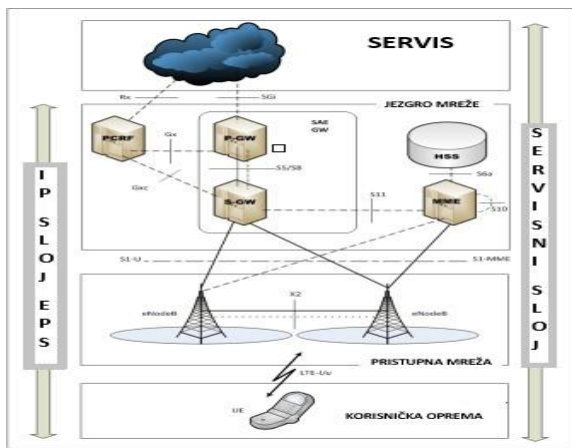 SERVIS
Rx
SGi
JEZGRO MREŽE
PCRF
Gx
P-GW
SAE
GW
HSS
Gxc
S5/S8
S6a
S-GW
S11
MME
S10
S1-U
S1-MME
X2
eNodeB
eNodeB
PRISTUPNA MREŽA
LTE-Uu
UE
KORISNIČKA OPREMA
IP SLOJ EPS
SERVISNI SLOJ